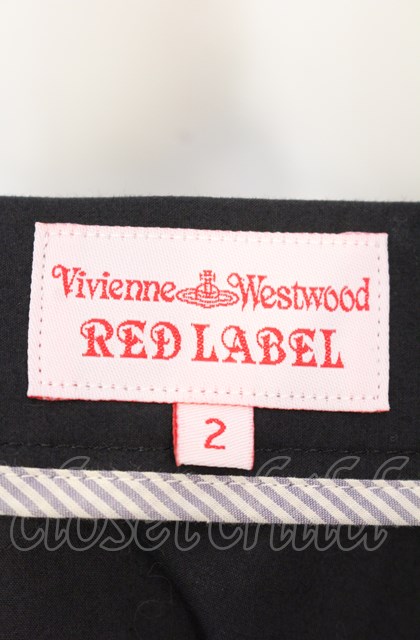 Vivienne Westwood
RED LABEL
2
closet child